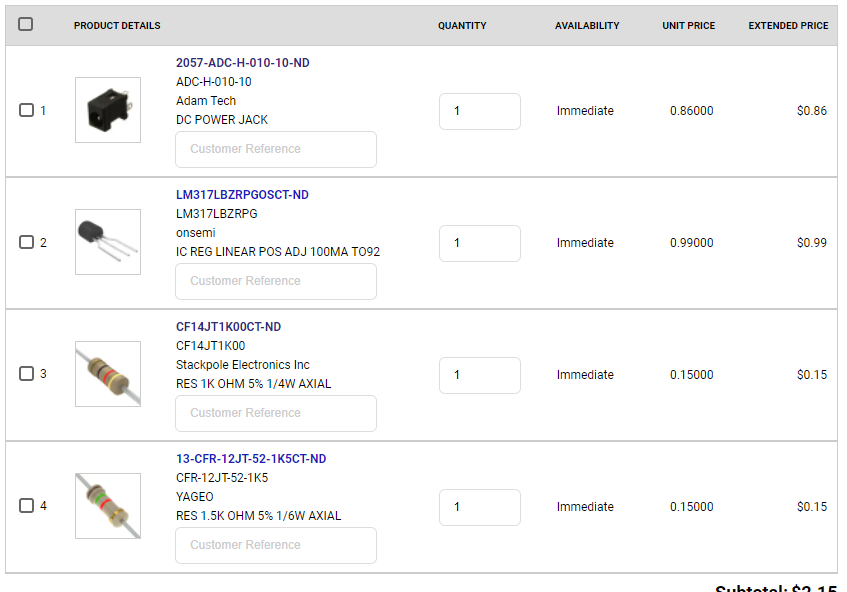 PRODUCT DETAILS QUANTITY AVAILABILITY UNIT PRICE EXTENDED PRICE
2057-ADC-H-010-10-ND
ADC-H-010-10
Adam Tech
1 DC POWER JACK 1 Immediate 0.86000 $0.86
Customer Reference
LM317LBZRPGOSCT-ND
LM317LBZRPG
onsemi
2 IC REG LINEAR POS ADJ 100MA TO92 1 Immediate 0.99000 $0.99
Customer Reference
CF14JT1K00CT-ND
CF14JT1K00
Stackpole Electronics Inc
3 RES 1K OHM 5% 1/4W AXIAL 1 Immediate 0.15000 $0.15
Customer Reference
13-CFR-12JT-52-1K5CT-ND
CFR-12JT-52-1K5
YAGEO
4 RES 1.5K OHM 5% 1/6W AXIAL 1 Immediate 0.15000 $0.15
Customer Reference
Subtotal: $2.15